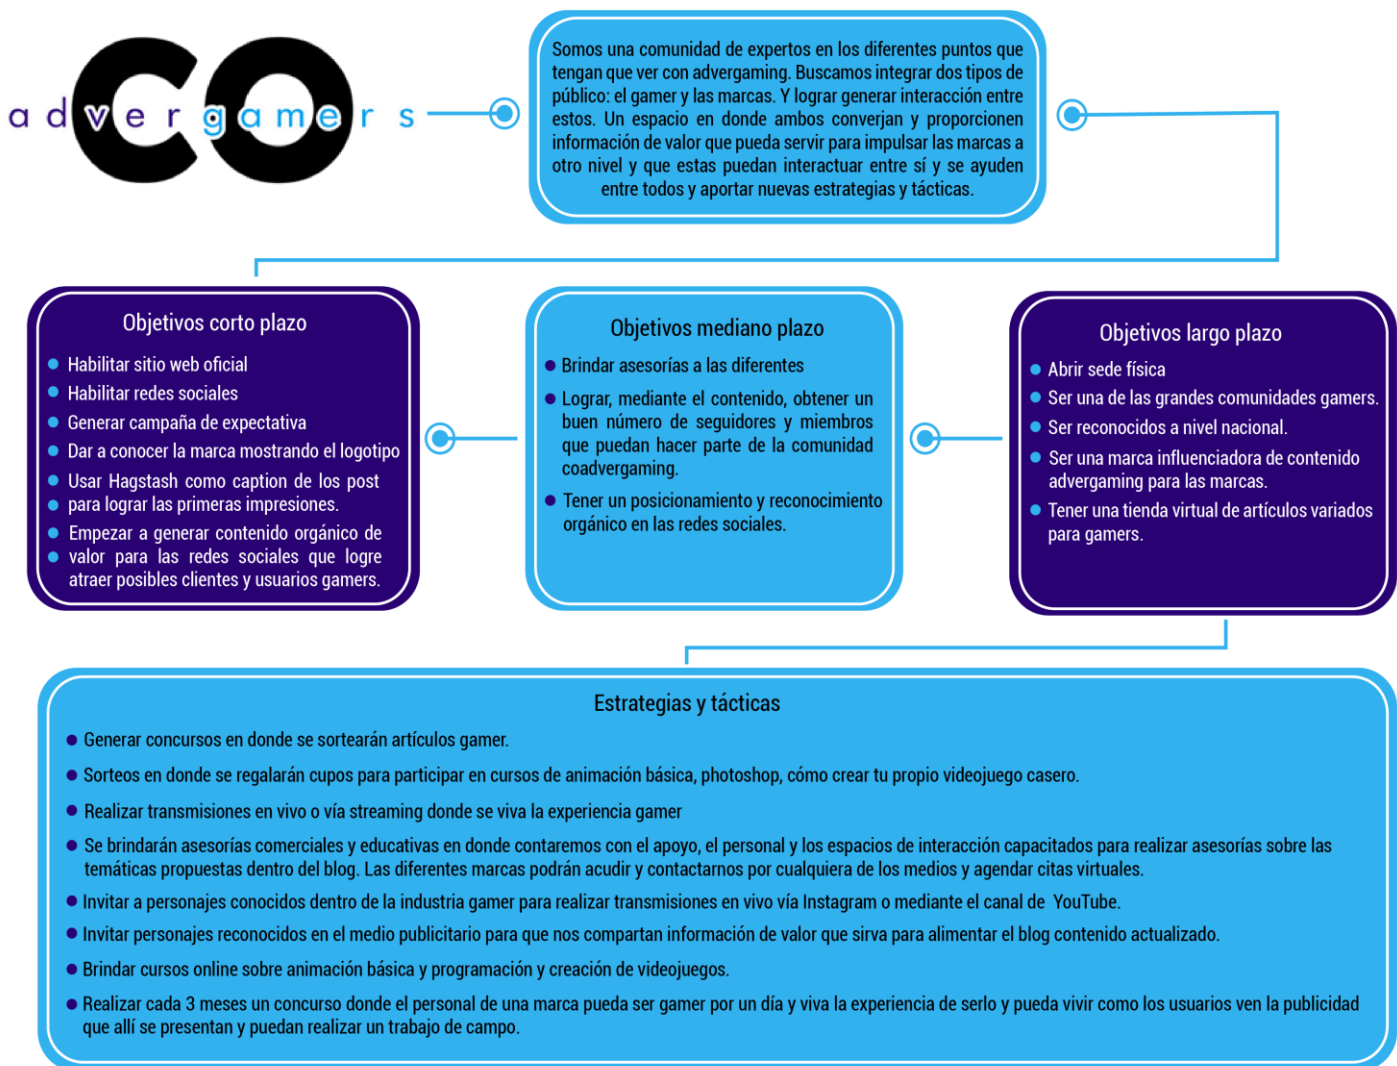 CO
advergamers
Somos una comunidad de expertos en los diferentes puntos que
tengan que ver con advergaming. Buscamos integrar dos tipos de
público: el gamer y las marcas. Y lograr generar interacción entre
estos. Un espacio en donde ambos converjan y proporcionen
información de valor que pueda servir para impulsar las marcas a
otro nivel y que estas puedan interactuar entre sí y se ayuden
entre todos y aportar nuevas estrategias y tácticas.
Objetivos corto plazo
Habilitar sitio web oficial
Habilitar redes sociales
Generar campaña de expectativa
Dar a conocer la marca mostrando el logotipo
Usar Hagstash como caption de los post
para lograr las primeras impresiones.
Empezar a generar contenido orgánico de
valor para las redes sociales que logre
atraer posibles clientes y usuarios gamers.
Objetivos mediano plazo
Brindar asesorías a las diferentes
Lograr, mediante el contenido, obtener un
buen número de seguidores y miembros
que puedan hacer parte de la comunidad
coadvergaming.
Tener un posicionamiento y reconocimiento
orgánico en las redes sociales.
Objetivos largo plazo
Abrir sede física
Ser una de las grandes comunidades gamers.
Ser reconocidos a nivel nacional.
Ser una marca influenciadora de contenido
advergaming para las marcas.
Tener una tienda virtual de artículos variados
para gamers.
Estrategias y tácticas
Generar concursos en donde se sortearán artículos gamer.
Sorteos en donde se regalarán cupos para participar en cursos de animación básica, photoshop, cómo crear tu propio videojuego casero.
Realizar transmisiones en vivo o vía streaming donde se viva la experiencia gamer
Se brindarán asesorías comerciales y educativas en donde contaremos con el apoyo, el personal y los espacios de interacción capacitados para realizar asesorías sobre las
temáticas propuestas dentro del blog. Las diferentes marcas podrán acudir y contactarnos por cualquiera de los medios y agendar citas virtuales.
Invitar a personajes conocidos dentro de la industria gamer para realizar transmisiones en vivo vía Instagram o mediante el canal de YouTube.
Invitar personajes reconocidos en el medio publicitario para que nos compartan información de valor que sirva para alimentar el blog contenido actualizado.
Brindar cursos online sobre animación básica y programación y creación de videojuegos.
Realizar cada 3 meses un concurso donde el personal de una marca pueda ser gamer por un día y viva la experiencia de serlo y pueda vivir como los usuarios ven la publicidad
que allí se presentan y puedan realizar un trabajo de campo.